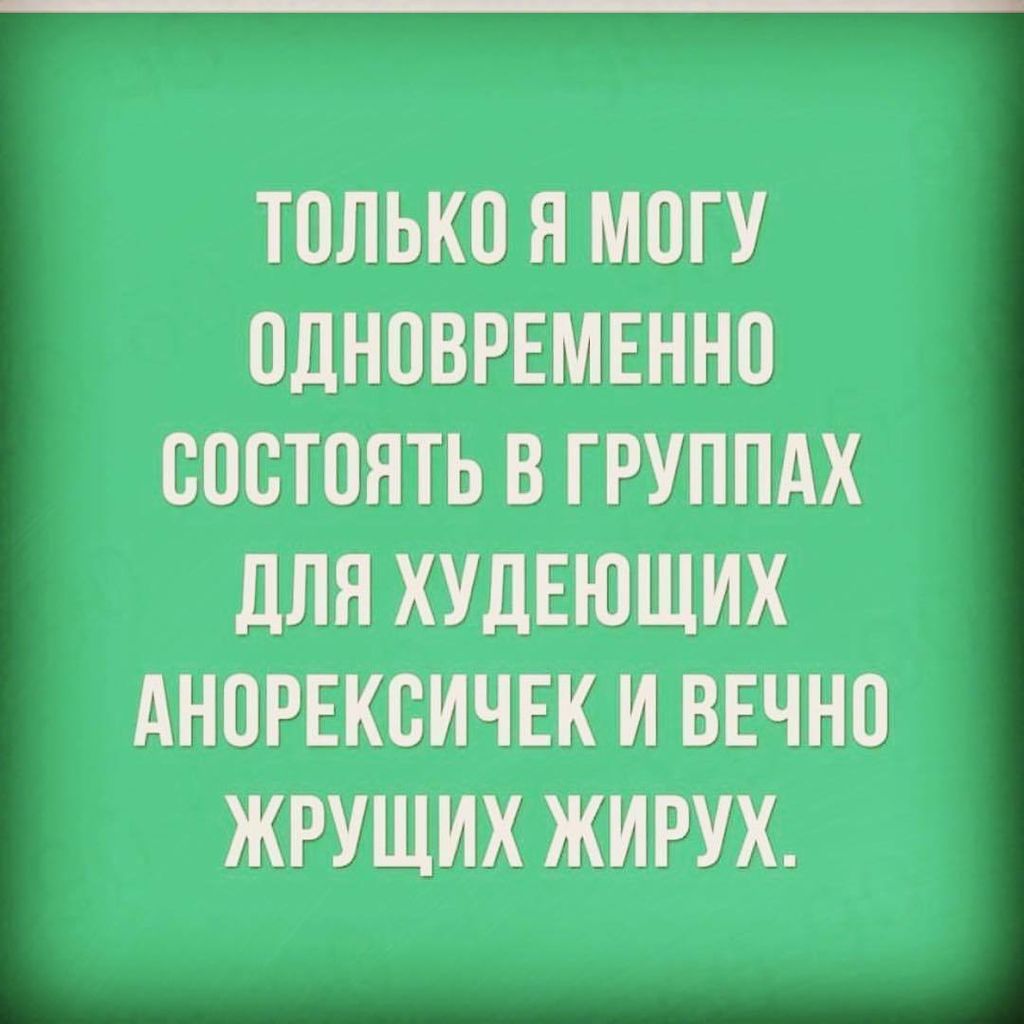 ТОЛЬКО Я МОГУ
ОДНОВРЕМЕННО
СОСТОЯТЬ В ГРУППАХ
ДЛЯ ХУДЕЮЩИХ
АНОРЕКСИЧЕК И ВЕЧНО
ЖРУЩИХ ЖИРУХ.